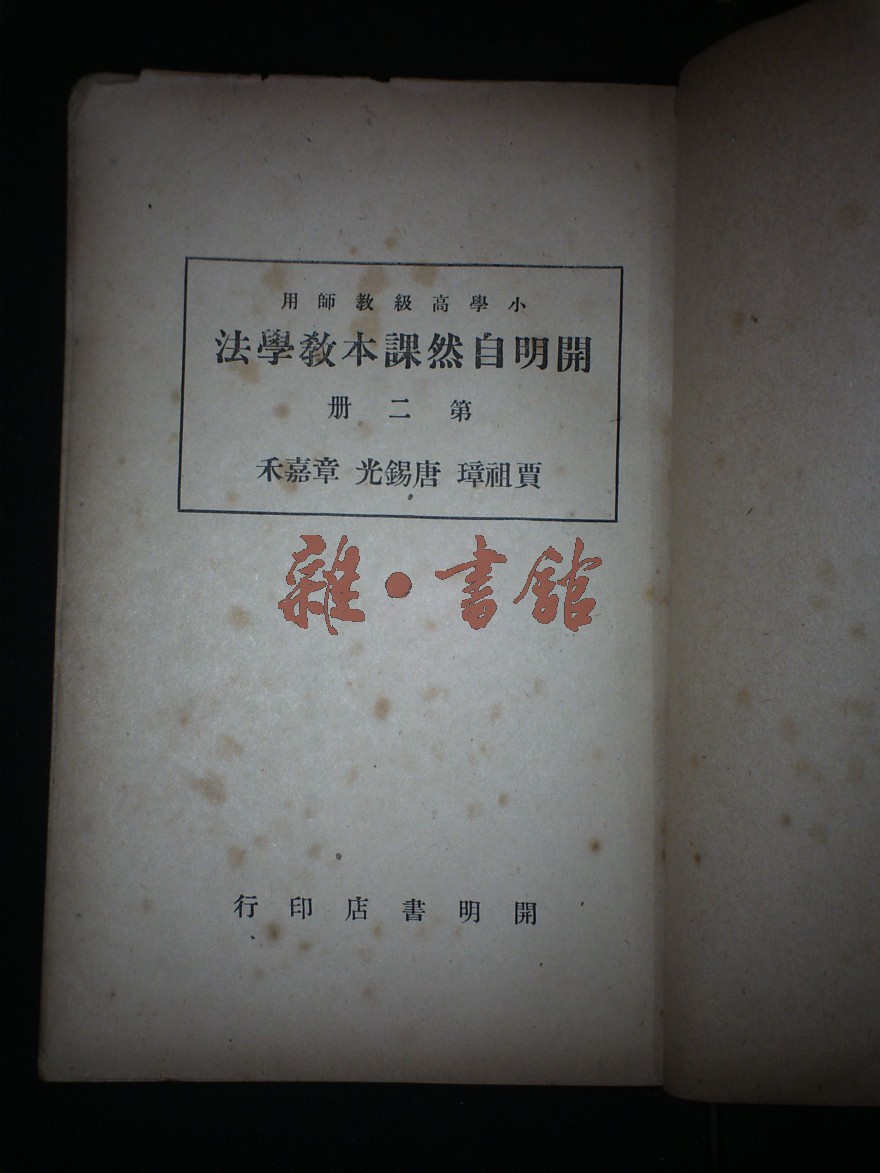 小學高級教師用
開明自然課本教學法
第二册
賈祖璋 唐錫光 章嘉禾
雜·書館
開明書店印行